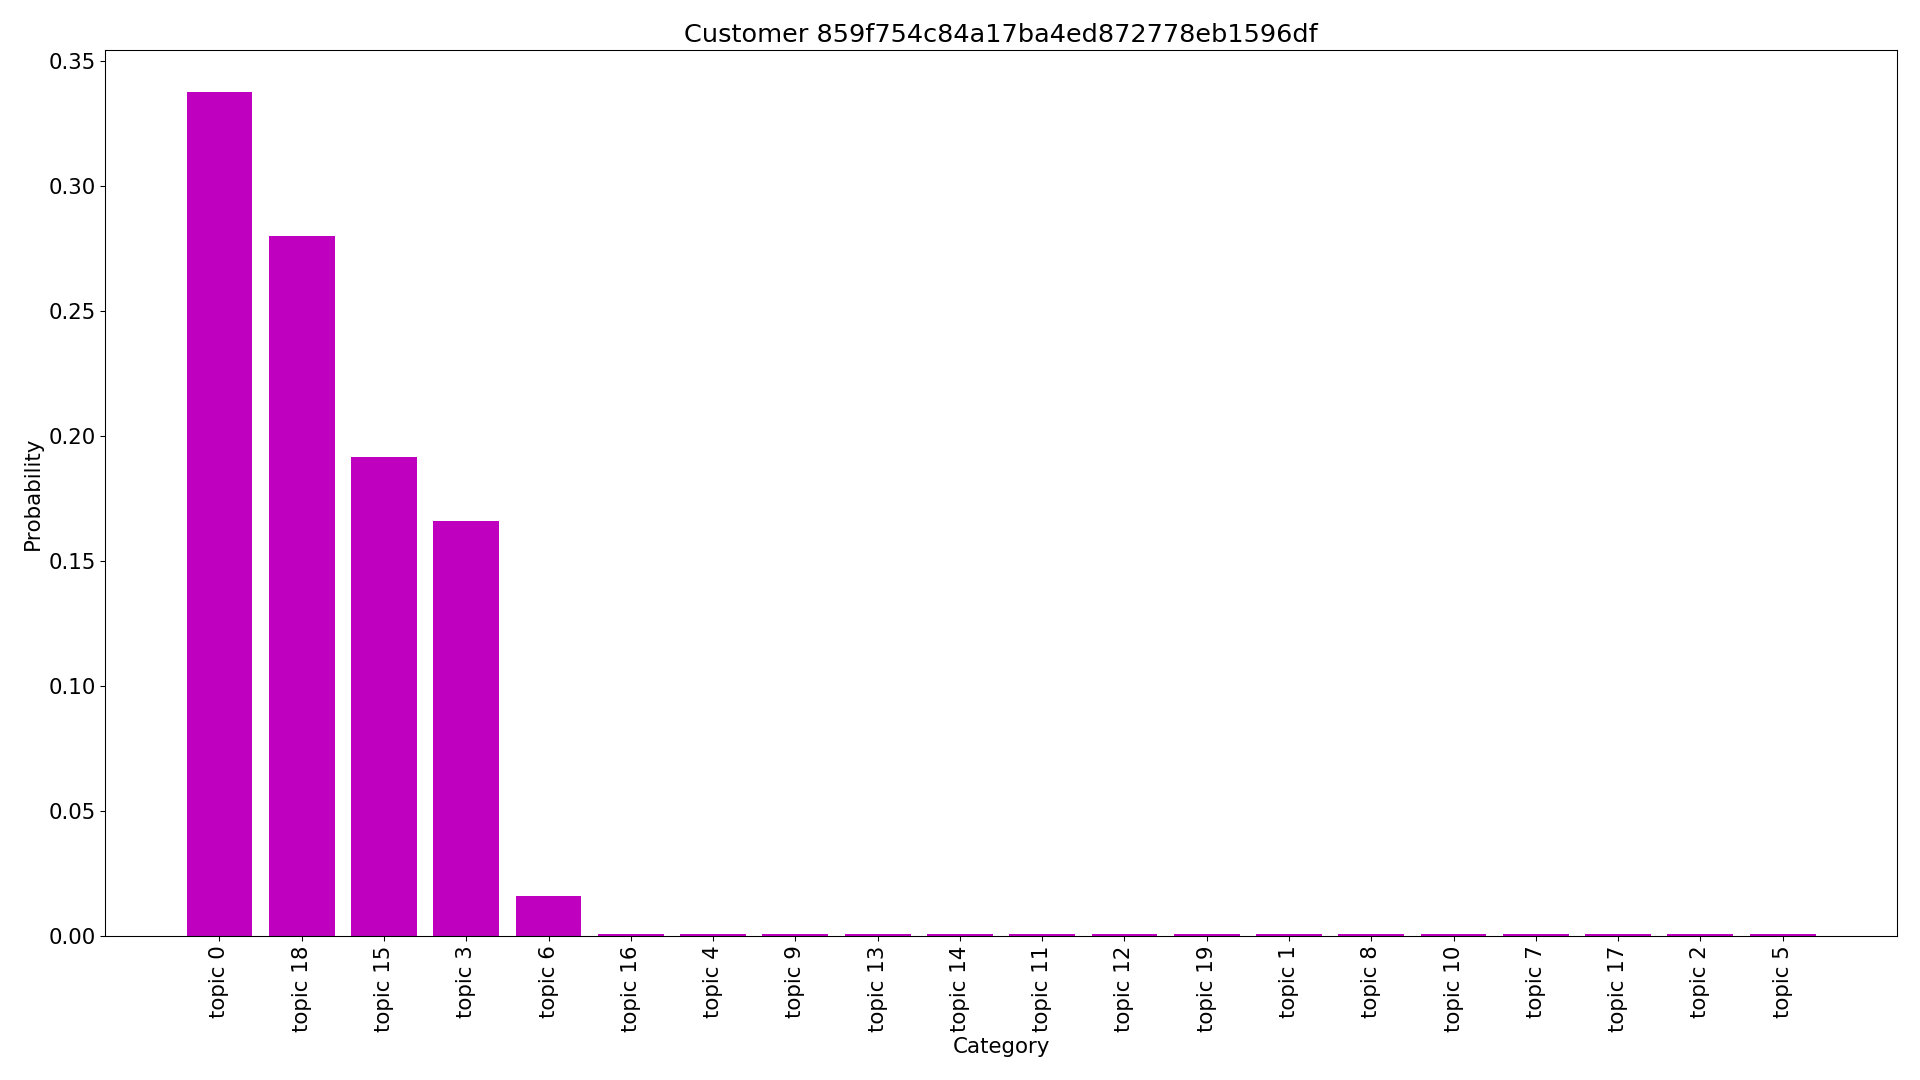 Customer 859f754c84a17ba4ed872778eb1596df
0.35
0.30
0.25
0.20
0.15
0.10
0.05
0.00
Probability
topic 0
topic 18
topic 15
topic 3
topic 6
topic 16
topic 4
topic 9
topic 13
topic 14
topic 11
topic 12
topic 19
topic 1
topic 8
topic 10
topic 7
topic 17
topic 2
topic 5
Category